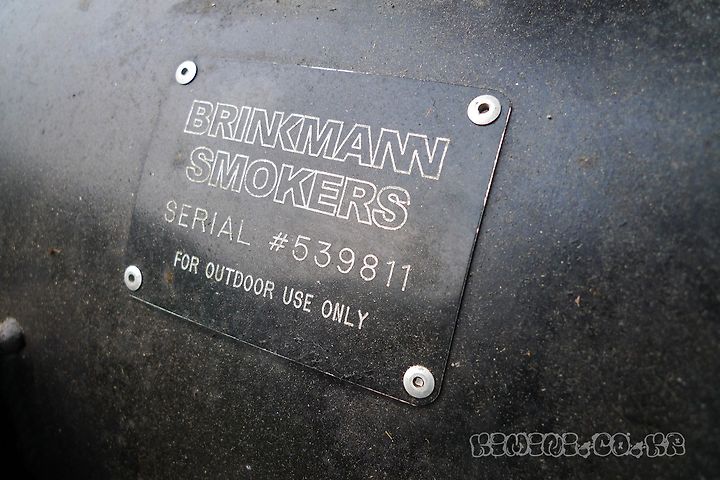 BRINKMANN
SMOKERS
SERIAL #539811
FOR OUTDOOR USE ONLY
KIMINI.CO.KR